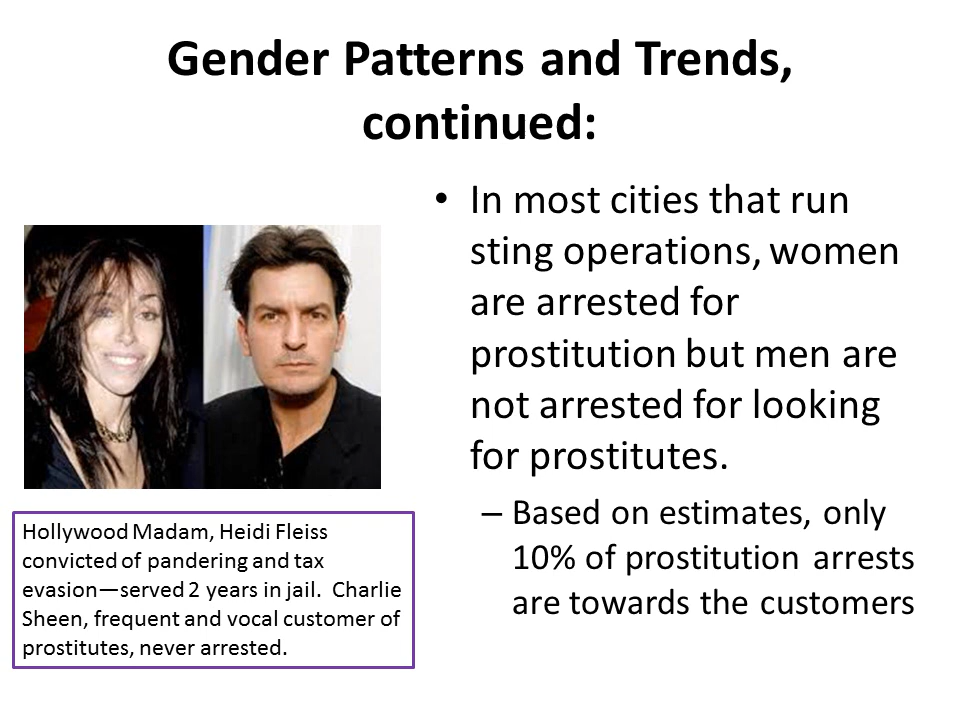 Gender Patterns and Trends,
continued:
• In most cities that run
sting operations, women
are arrested for
prostitution but men are
not arrested for looking
for prostitutes.
– Based on estimates, only
10% of prostitution arrests
are towards the customers
Hollywood Madam, Heidi Fleiss
convicted of pandering and tax
evasion—served 2 years in jail.  Charlie
Sheen, frequent and vocal customer of
prostitutes, never arrested.